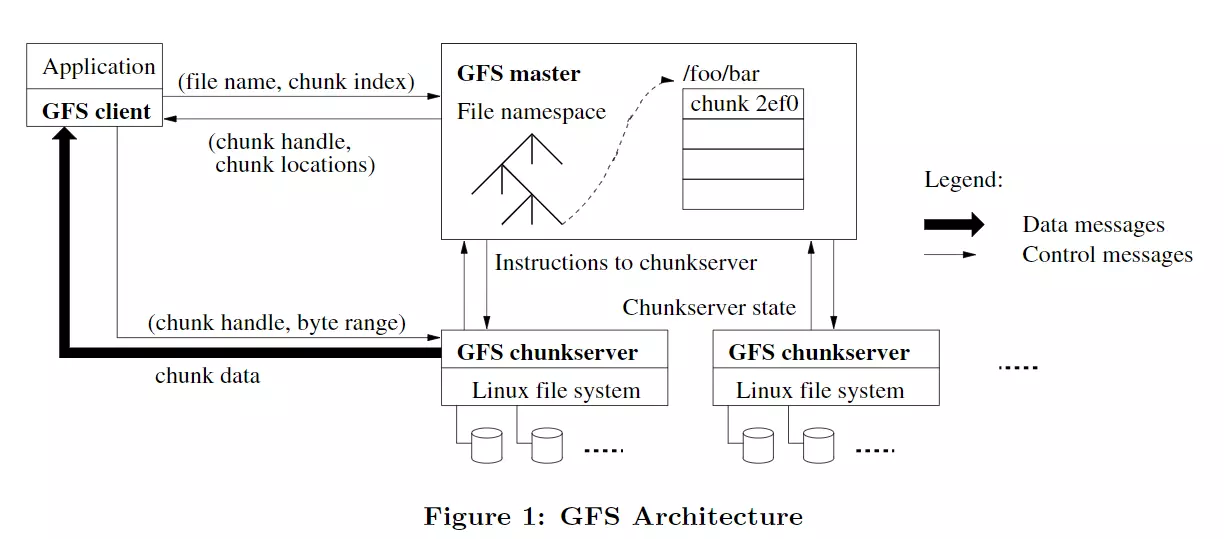 Application
GFS client
(file name, chunk index)
(chunk handle,
chunk locations)
GFS master
File namespace
/foo/bar
chunk 2ef0
Legend:
Data messages
Control messages
Instructions to chunkserver
Chunkserver state
(chunk handle, byte range)
chunk data
GFS chunkserver
Linux file system
GFS chunkserver
Linux file system
Figure 1: GFS Architecture